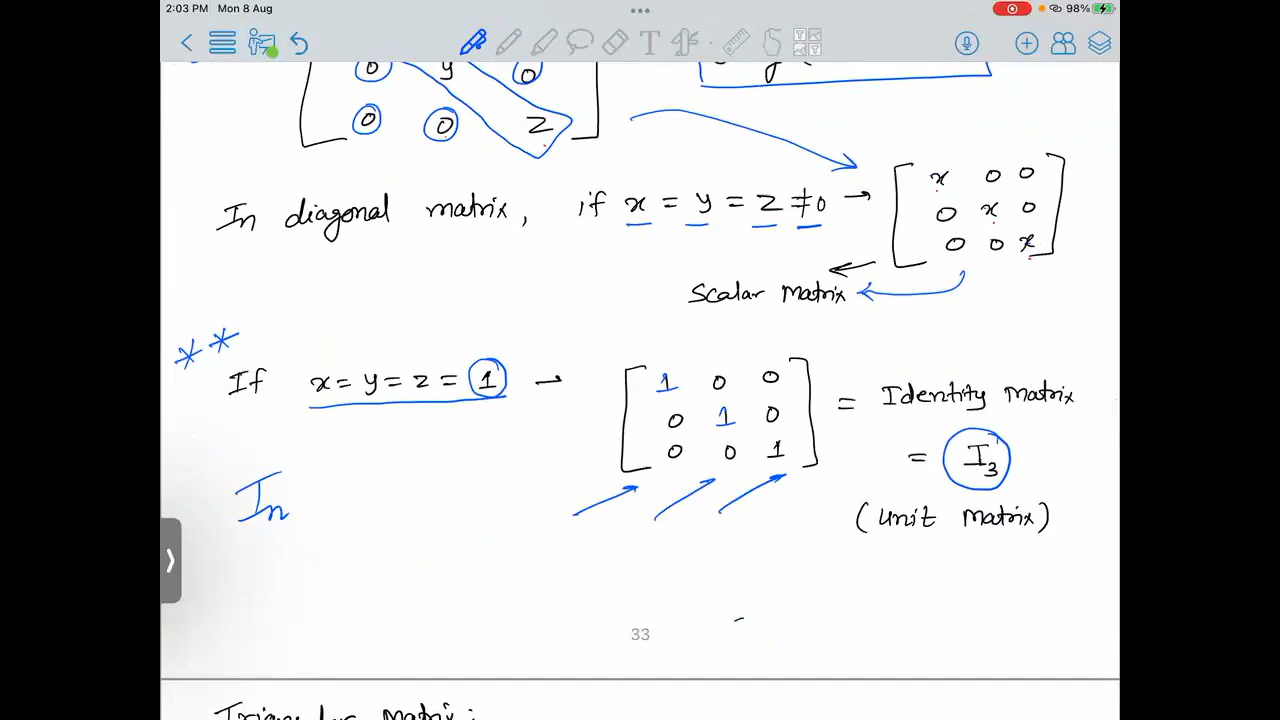 2:03 PM Mon 8 Aug
98%
T
0 y 0
0 0 z
In diagonal matrix, if x = y = z ≠ 0 →
x 0 0
0 x 0
0 0 x
Scalar Matrix
**
If x = y = z = 1 →
1 0 0
0 1 0
0 0 1
= Identity Matrix
= I₃
(Unit Matrix)
In
33
Triangular Matrix: